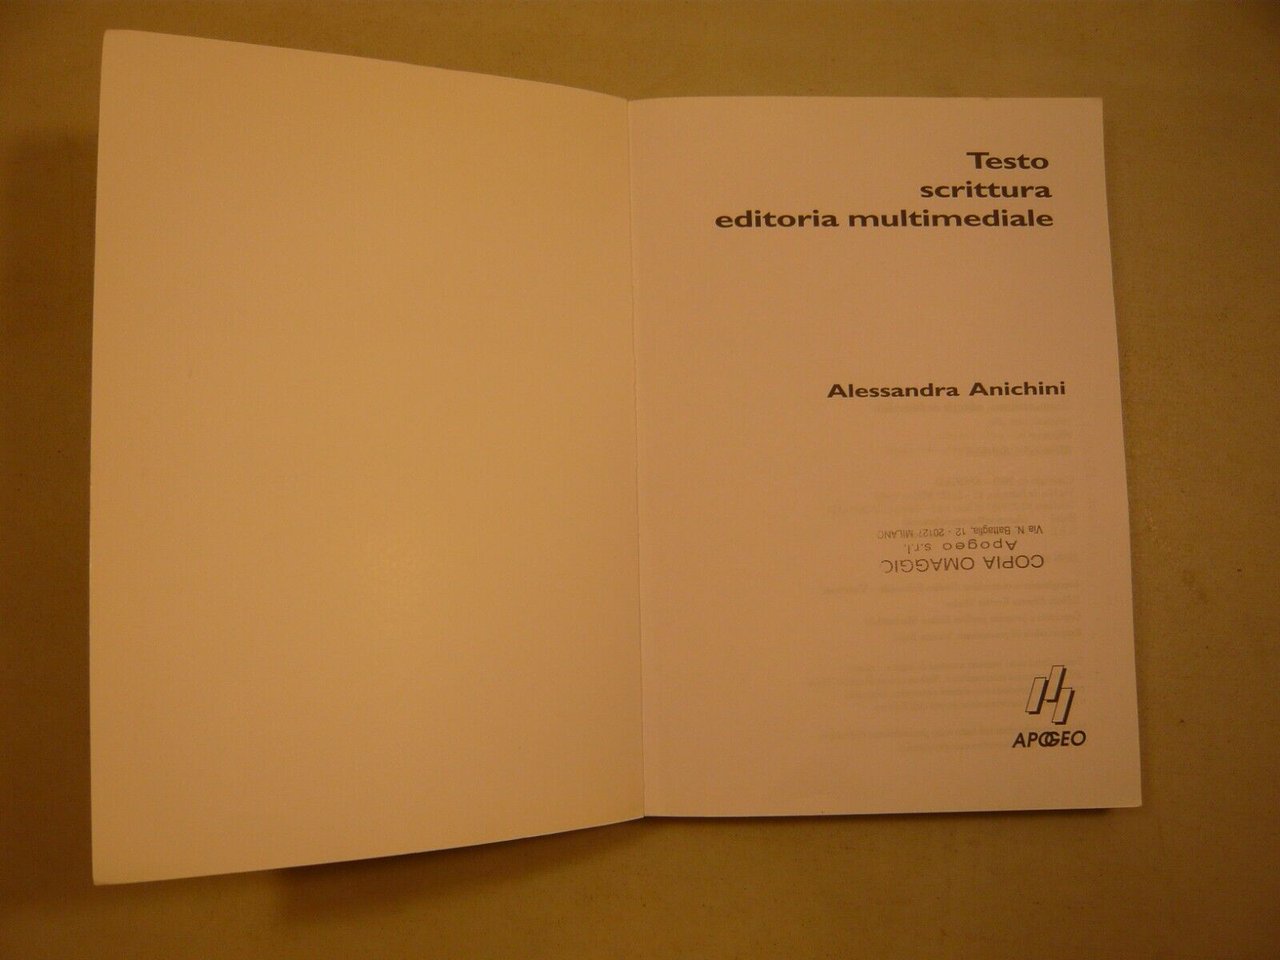 Testo
scrittura
editoria multimediale
Alessandra Anichini
COPIA OMAGGIO
Apogeo s.r.l.
Via N. Battaglia, 12 - 20127 MILANO
APOGEO